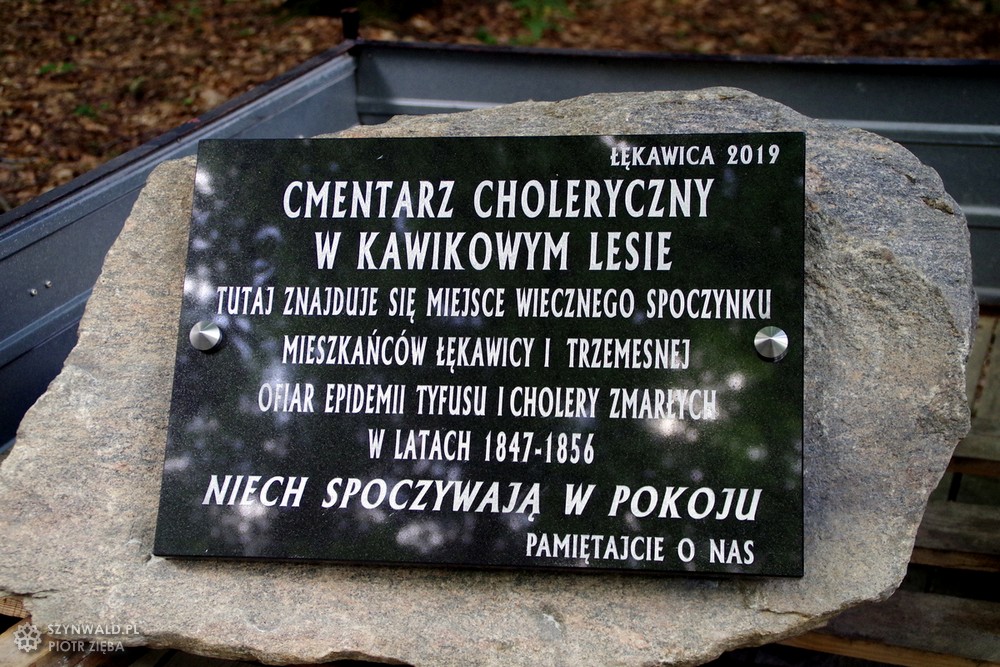 ŁĘKAWICA 2019
CMENTARZ CHOLERYCZNY
W KAWIKOWYM LESIE
TUTAJ ZNAJDUJE SIĘ MIEJSCE WIECZNEGO SPOCZYNKU
MIESZKAŃCÓW ŁĘKAWICY I TRZEMESNEJ
OFIAR EPIDEMII TYFUSU I CHOLERY ZMARŁYCH
W LATACH 1847-1856
NIECH SPOCZYWAJĄ W POKOJU
PAMIĘTAJCIE O NAS
SZYNWALD.PL
PIOTR ZIĘBA